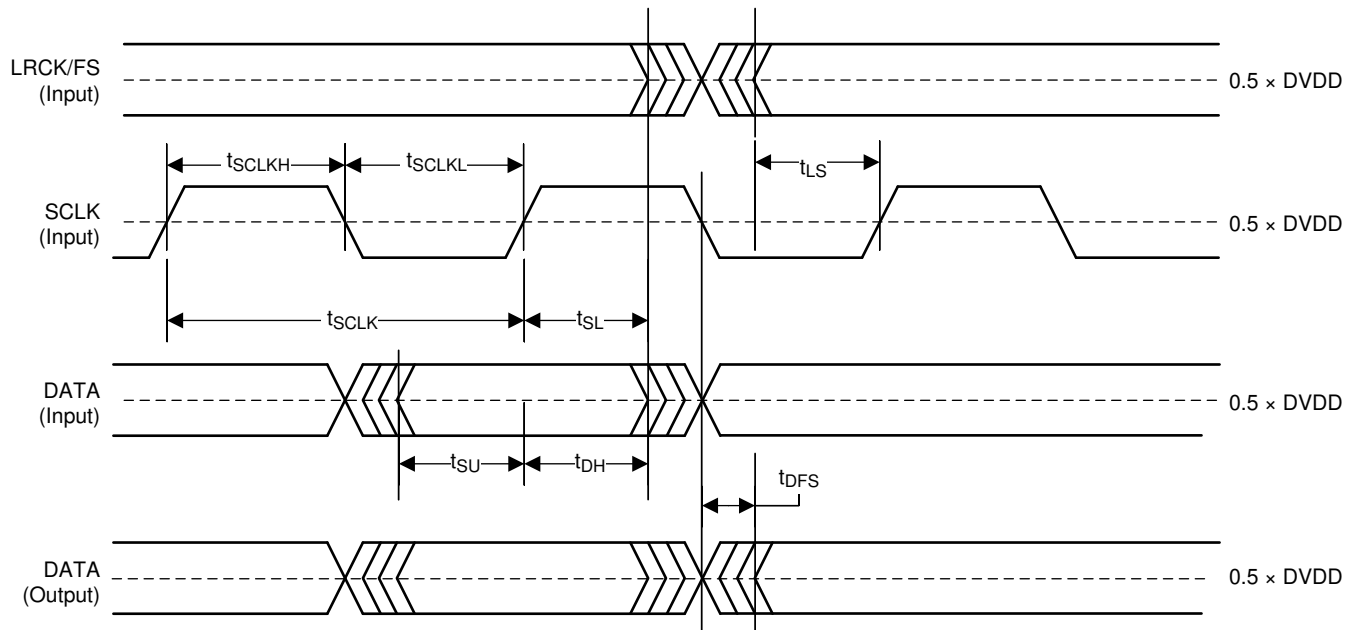 LRCK/FS
(Input)
0.5 × DVDD
tSCLKH
tSCLKL
tLS
SCLK
(Input)
0.5 × DVDD
tSCLK
tSL
DATA
(Input)
0.5 × DVDD
tSU
tDH
tDFS
DATA
(Output)
0.5 × DVDD